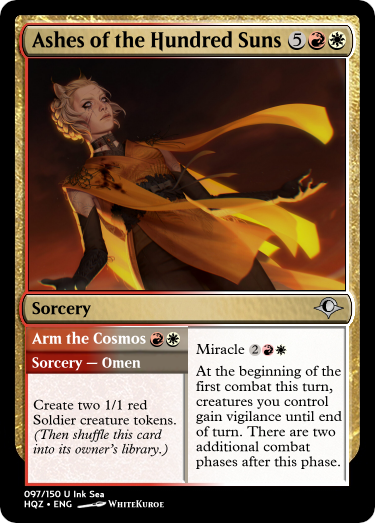 Ashes of the Hundred Suns 5
Sorcery
Arm the Cosmos
Sorcery — Omen
Create two 1/1 red
Soldier creature tokens.
(Then shuffle this card
into its owner's library.)
Miracle 2
At the beginning of the
first combat this turn,
creatures you control
gain vigilance until end
of turn. There are two
additional combat
phases after this phase.
097/150 U Ink Sea
HQZ • ENG WhiteKuroe